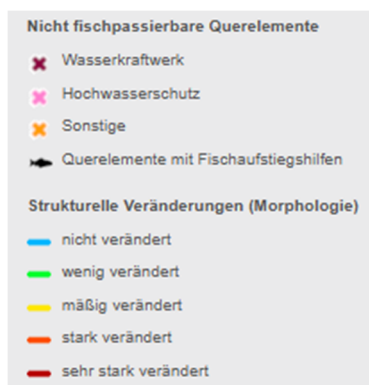 Nicht fischpassierbare Querelemente
Wasserkraftwerk
Hochwasserschutz
Sonstige
Querelemente mit Fischaufstiegshilfen
Strukturelle Veränderungen (Morphologie)
nicht verändert
wenig verändert
mäßig verändert
stark verändert
sehr stark verändert